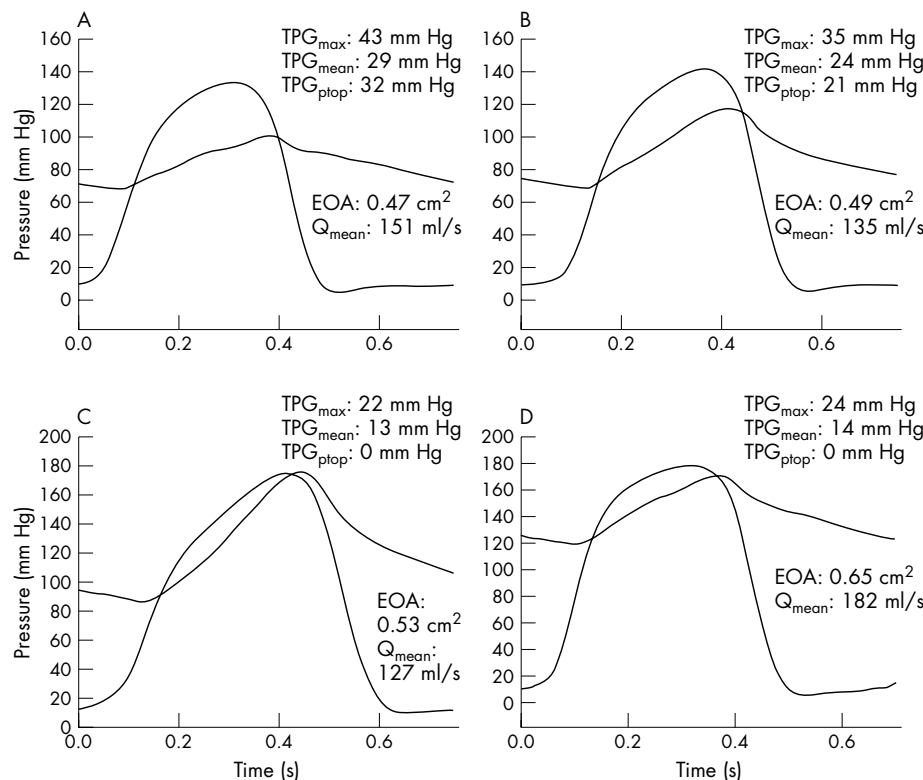 A
TPGmax: 43 mm Hg
TPGmean: 29 mm Hg
TPGptop: 32 mm Hg
160
140
120
100
80
60
40
20
0
Pressure (mm Hg)
EOA: 0.47 cm2
Qmean: 151 ml/s
0.0
0.2
0.4
0.6
B
TPGmax: 35 mm Hg
TPGmean: 24 mm Hg
TPGptop: 21 mm Hg
160
140
120
100
80
60
40
20
0
EOA: 0.49 cm2
Qmean: 135 ml/s
0.0
0.2
0.4
0.6
C
TPGmax: 22 mm Hg
TPGmean: 13 mm Hg
TPGptop: 0 mm Hg
200
180
160
140
120
100
80
60
40
20
0
Pressure (mm Hg)
EOA:
0.53 cm2
Qmean:
127 ml/s
0.0
0.2
0.4
0.6
Time (s)
D
TPGmax: 24 mm Hg
TPGmean: 14 mm Hg
TPGptop: 0 mm Hg
200
180
160
140
120
100
80
60
40
20
0
EOA: 0.65 cm2
Qmean: 182 ml/s
0.0
0.2
0.4
0.6
Time (s)